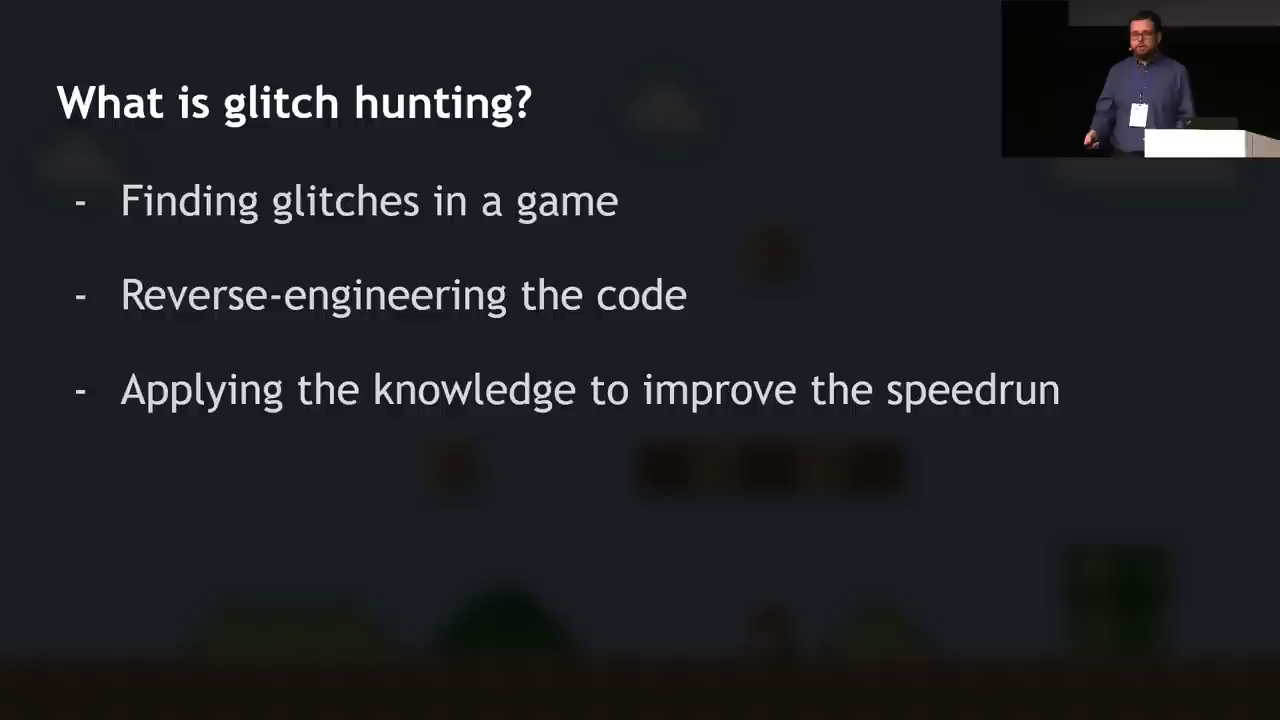 What is glitch hunting?
- Finding glitches in a game
- Reverse-engineering the code
- Applying the knowledge to improve the speedrun